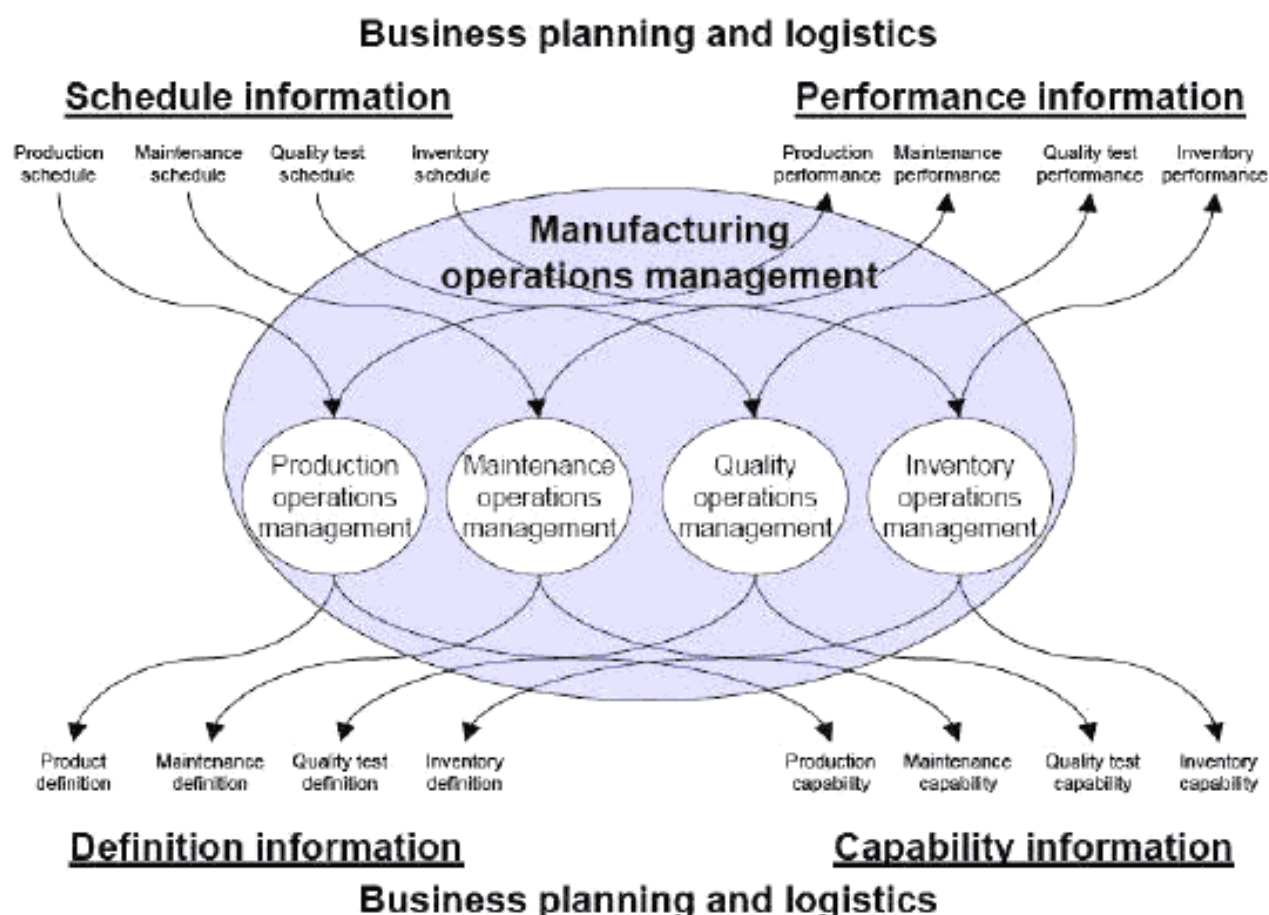 Business planning and logistics
Schedule information
Performance information
Production
schedule
Maintenance
schedule
Quality test
schedule
Inventory
schedule
Production
performance
Maintenance
performance
Quality test
performance
Inventory
performance
Manufacturing
operations management
Production
operations
management
Maintenance
operations
management
Quality
operations
management
Inventory
operations
management
Product
definition
Maintenance
definition
Quality test
definition
Inventory
definition
Production
capability
Maintenance
capability
Quality test
capability
Inventory
capability
Definition information
Capability information
Business planning and logistics